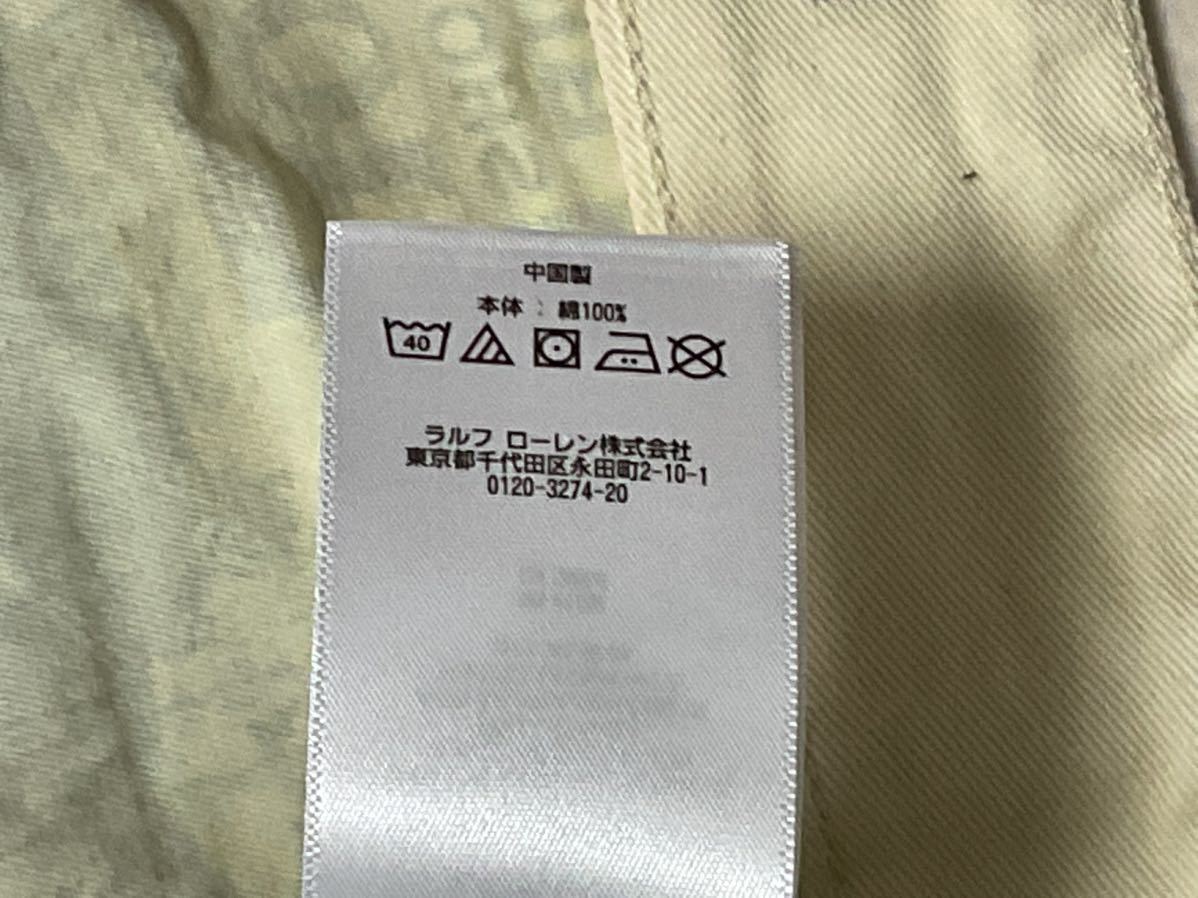 中国製
本体 : 綿100%
40
ラルフ ローレン株式会社
東京都千代田区永田町2-10-1
0120-3274-20